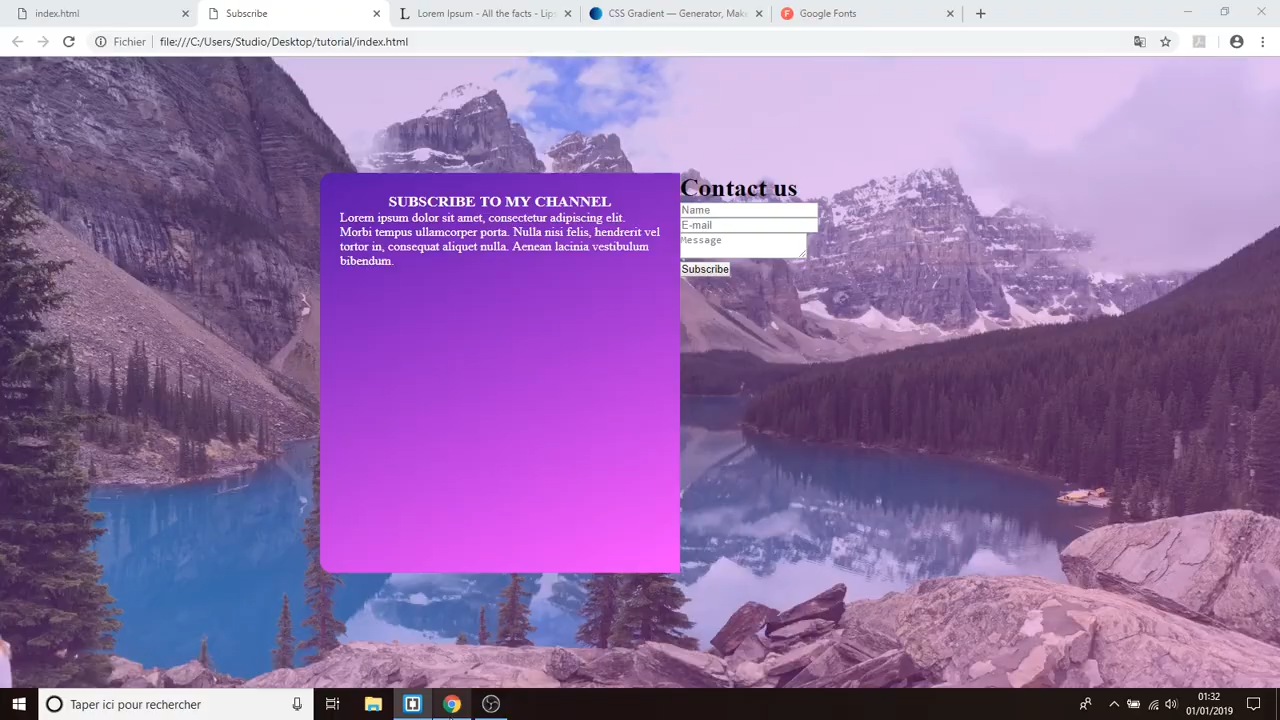 index.html
Subscribe
Lorem Ipsum - All the facts - Lips
CSS Gradient — Generator, Make
Google Fonts
Fichier
file:///C:/Users/Studio/Desktop/tutorial/index.html
SUBSCRIBE TO MY CHANNEL
Lorem ipsum dolor sit amet, consectetur adipiscing elit.
Morbi tempus ullamcorper porta. Nulla nisi felis, hendrerit vel
tortor in, consequat aliquet nulla. Aenean lacinia vestibulum
bibendum.
Contact us
Name
E-mail
Message
Subscribe
Taper ici pour rechercher
01:32
01/01/2019